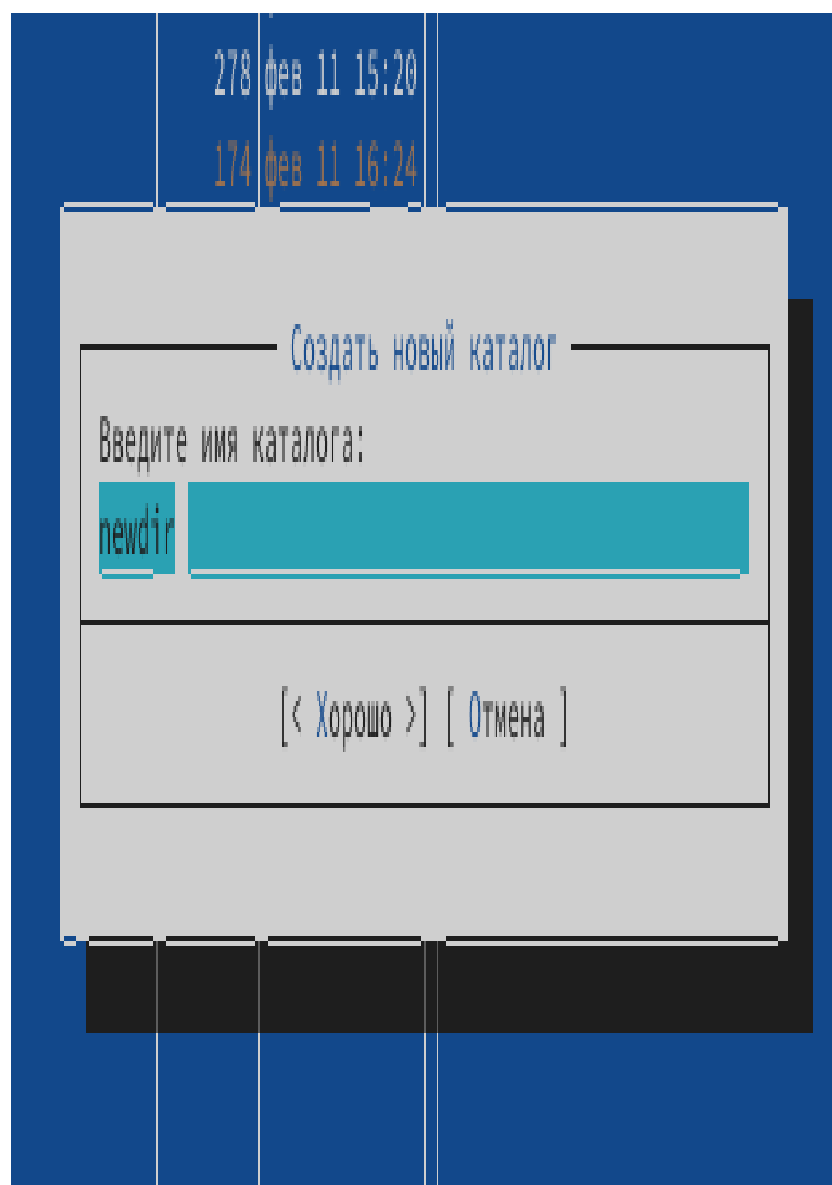 278 фев 11 15:20
174 фев 11 16:24
Создать новый каталог
Введите имя каталога:
newdir
[< Хорошо >] [ Отмена ]